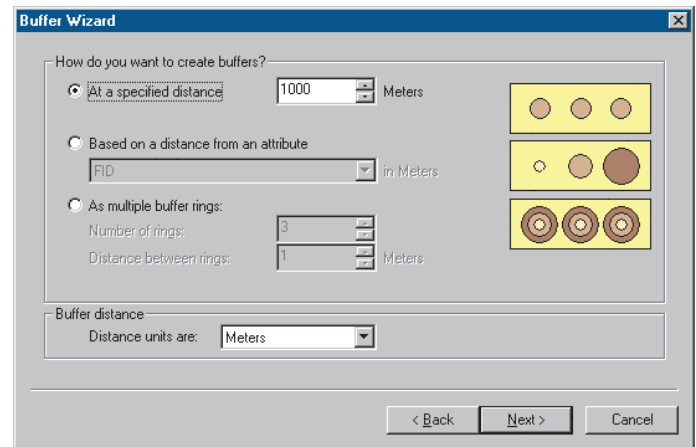 Buffer Wizard
How do you want to create buffers?
At a specified distance 1000 Meters
Based on a distance from an attribute
FID in Meters
As multiple buffer rings:
Number of rings: 3
Distance between rings: 1 Meters
Buffer distance
Distance units are: Meters
< Back Next > Cancel